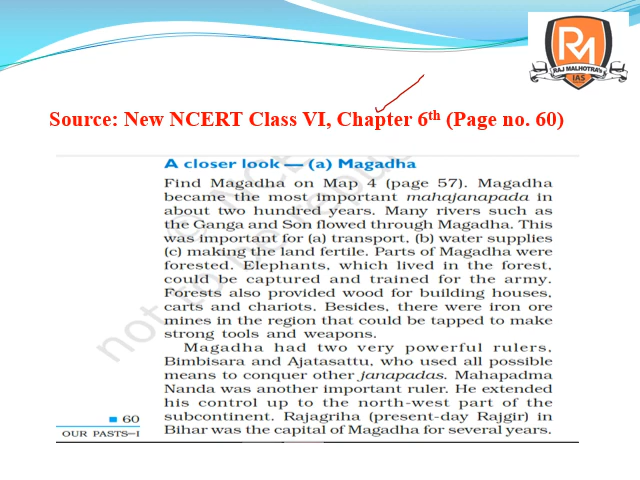 RM
RAJ MALHOTRA'S
IAS
Source: New NCERT Class VI, Chapter 6th (Page no. 60)
A closer look — (a) Magadha
Find Magadha on Map 4 (page 57). Magadha
became the most important mahajanapada in
about two hundred years. Many rivers such as
the Ganga and Son flowed through Magadha. This
was important for (a) transport, (b) water supplies
(c) making the land fertile. Parts of Magadha were
forested. Elephants, which lived in the forest,
could be captured and trained for the army.
Forests also provided wood for building houses,
carts and chariots. Besides, there were iron ore
mines in the region that could be tapped to make
strong tools and weapons.
Magadha had two very powerful rulers,
Bimbisara and Ajatasattu, who used all possible
means to conquer other janapadas. Mahapadma
Nanda was another important ruler. He extended
his control up to the north-west part of the
subcontinent. Rajagriha (present-day Rajgir) in
Bihar was the capital of Magadha for several years.
60
OUR PASTS–I